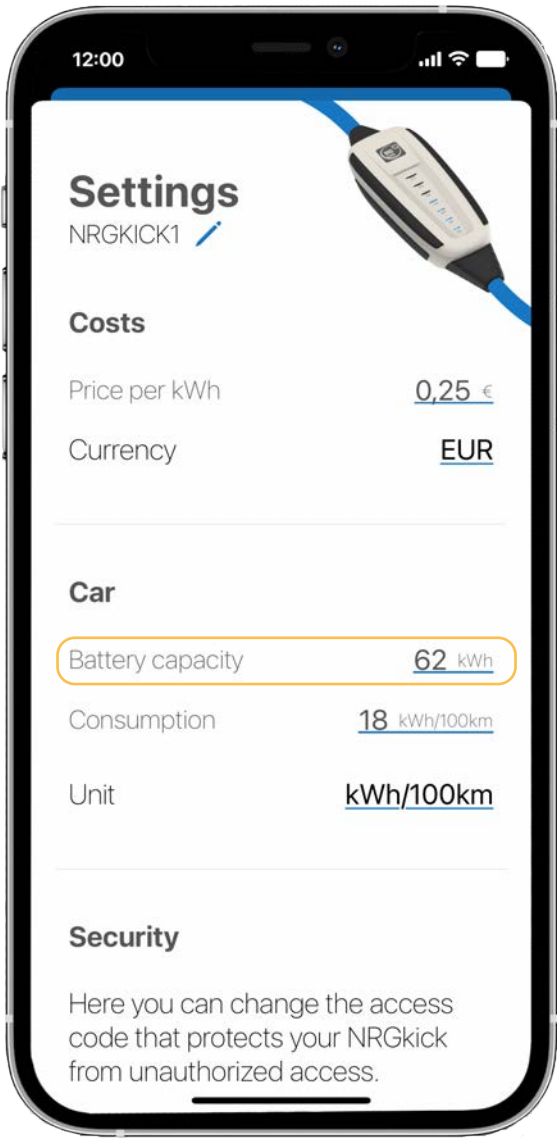 12:00
Settings
NRGKICK1
Costs
Price per kWh 0,25 €
Currency EUR
Car
Battery capacity 62 kWh
Consumption 18 kWh/100km
Unit kWh/100km
Security
Here you can change the access
code that protects your NRGkick
from unauthorized access.